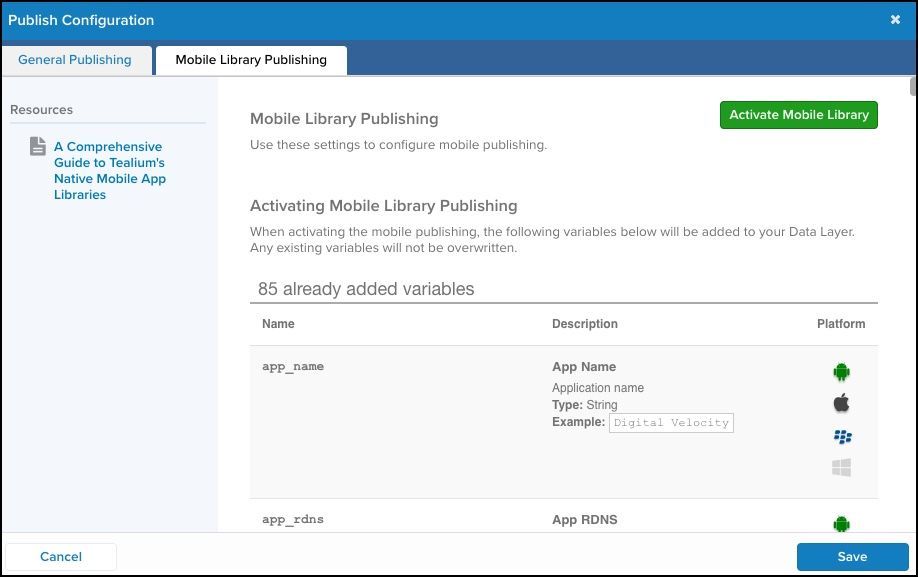 Publish Configuration
General Publishing
Mobile Library Publishing
Resources
A Comprehensive
Guide to Tealium's
Native Mobile App
Libraries
Mobile Library Publishing
Activate Mobile Library
Use these settings to configure mobile publishing.
Activating Mobile Library Publishing
When activating the mobile publishing, the following variables below will be added to your Data Layer.
Any existing variables will not be overwritten.
85 already added variables
Name Description Platform
app_name
App Name
Application name
Type: String
Example: Digital Velocity
app_rdns
App RDNS
Cancel
Save